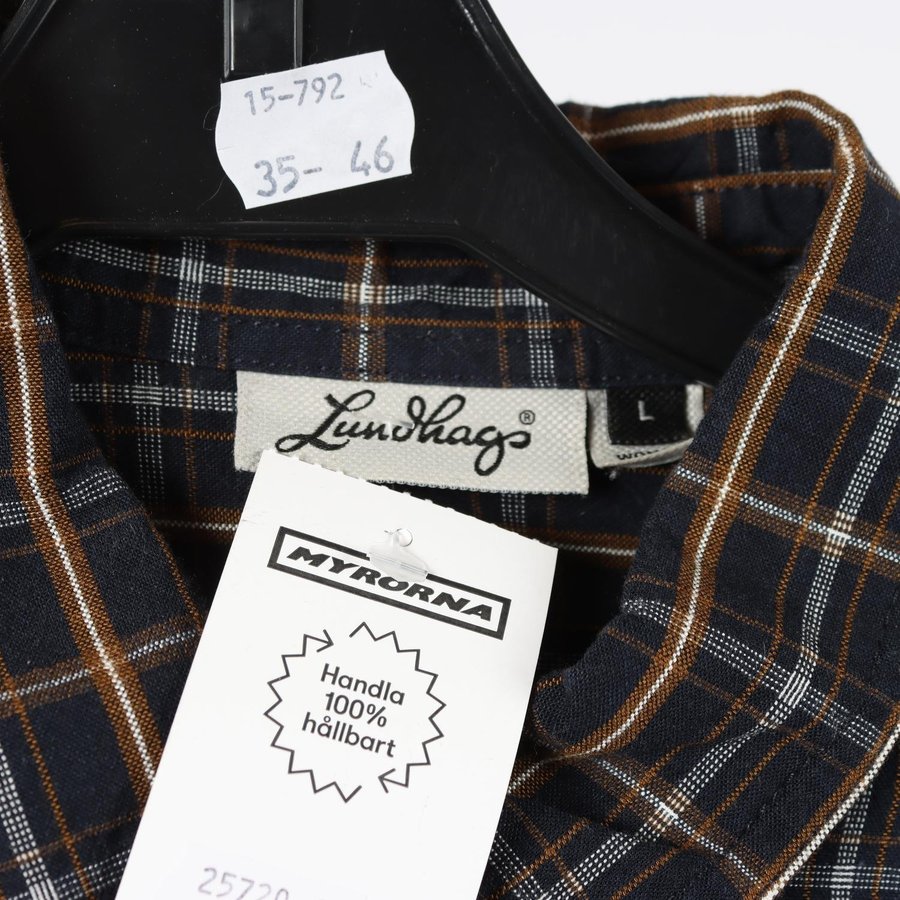 15-792
35- 46
Lundhags®
L
MYRORNA
Handla
100%
hållbart